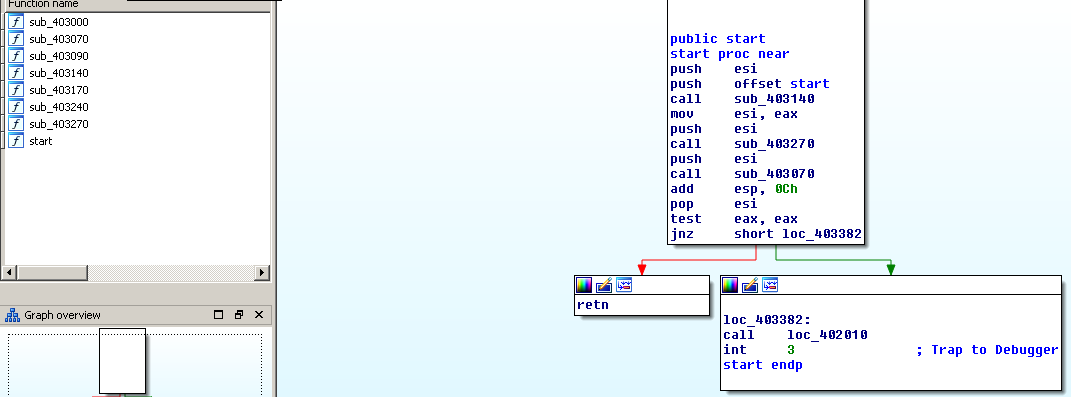 Function name
sub_403000
sub_403070
sub_403090
sub_403140
sub_403170
sub_403240
sub_403270
start
Graph overview
public start
start proc near
push esi
push offset start
call sub_403140
mov esi, eax
push esi
call sub_403270
push esi
call sub_403070
add esp, 0Ch
pop esi
test eax, eax
jnz short loc_403382
retn
loc_403382:
call loc_402010
int 3 ; Trap to Debugger
start endp